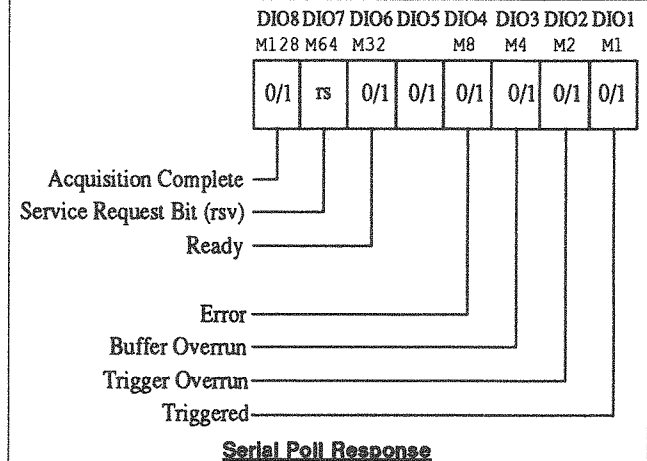 DIO8 DIO7 DIO6 DIO5 DIO4 DIO3 DIO2 DIO1
M128 M64 M32 M8 M4 M2 M1
0/1 rs 0/1 0/1 0/1 0/1 0/1 0/1
Acquisition Complete
Service Request Bit (rsv)
Ready
Error
Buffer Overrun
Trigger Overrun
Triggered
Serial Poll Response